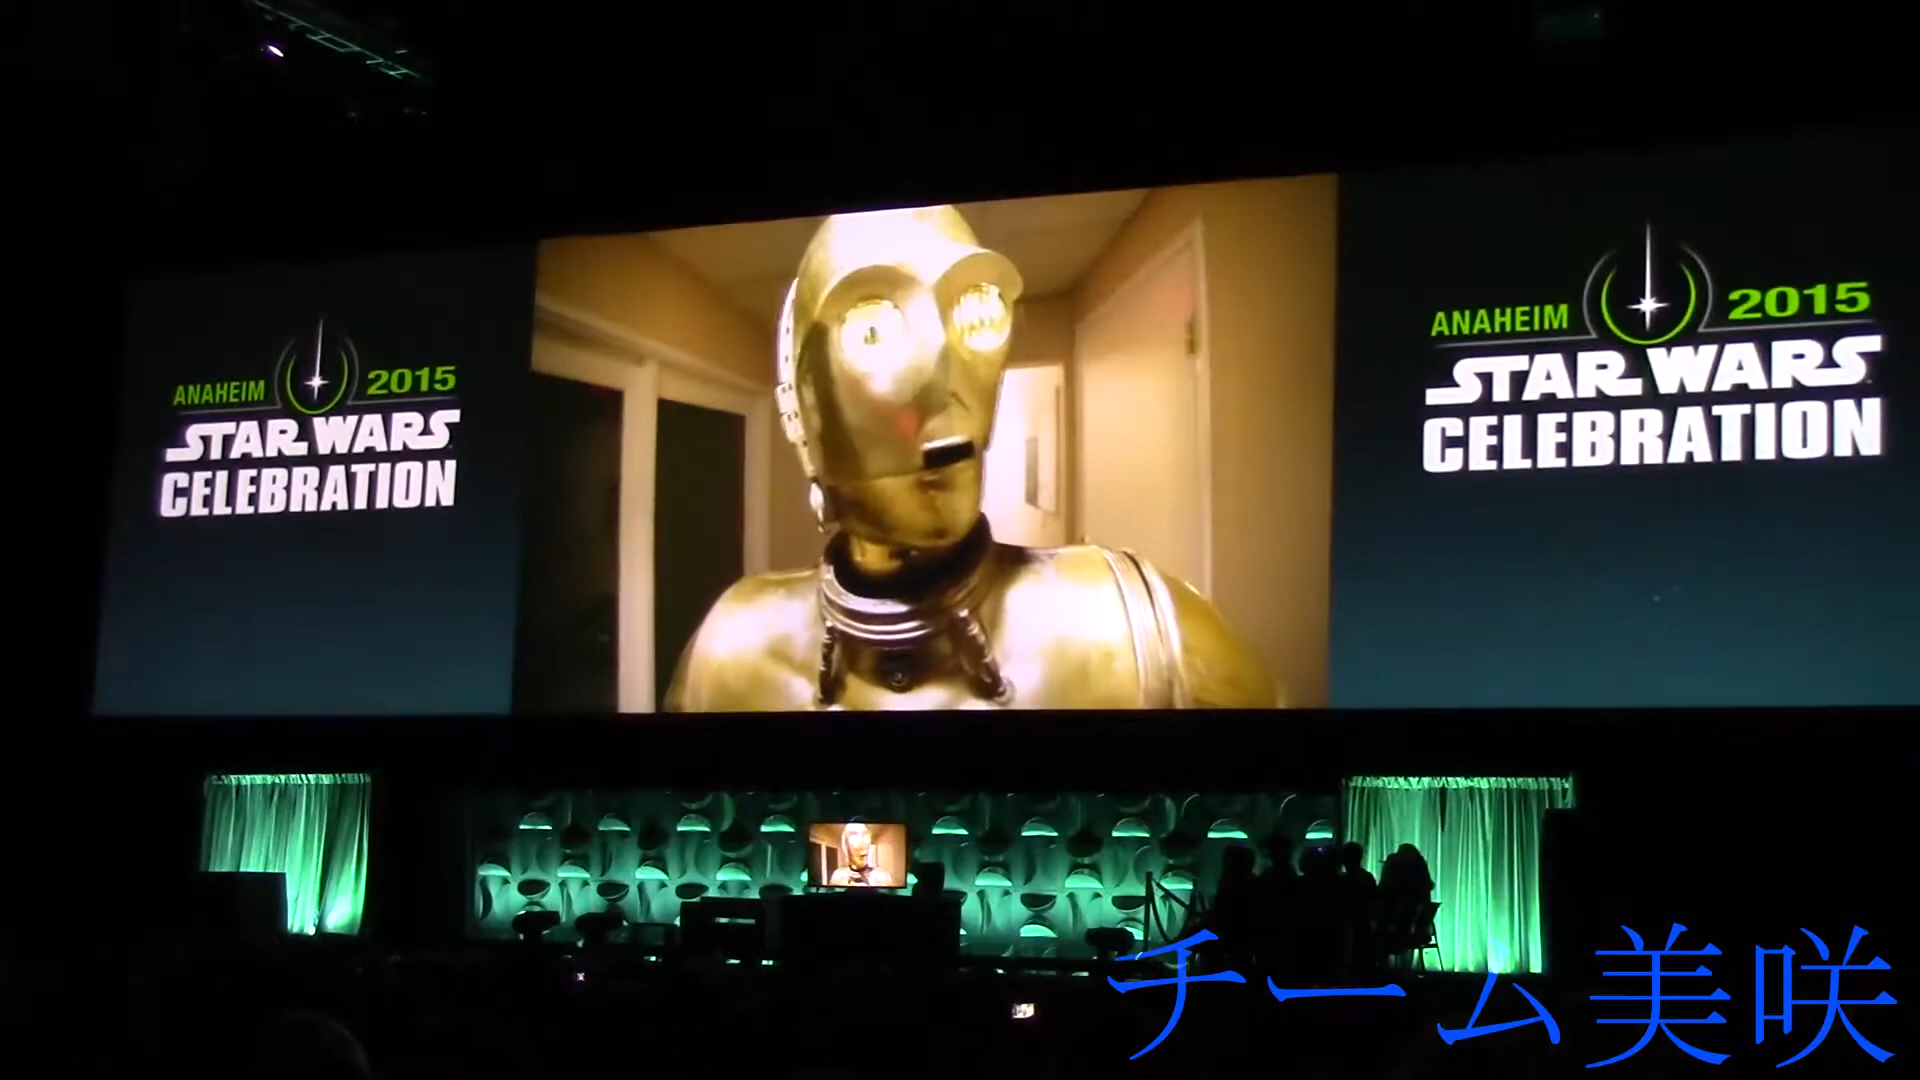 ANAHEIM 2015
STAR WARS
CELEBRATION
ANAHEIM 2015
STAR WARS
CELEBRATION
チーム美咲